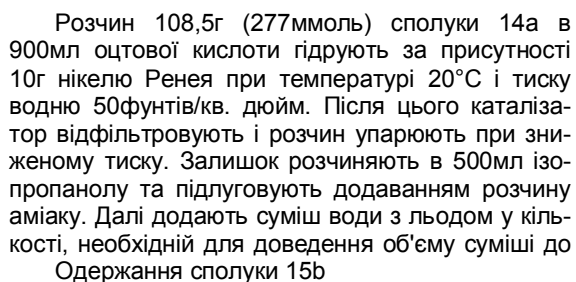 Розчин 108,5г (277ммоль) сполуки 14a в
900мл оцтової кислоти гідрують за присутності
10г нікелю Ренея при температурі 20°C і тиску
водню 50фунтів/кв. дюйм. Після цього каталіза-
тор відфільтровують і розчин упарюють при зни-
женому тиску. Залишок розчиняють в 500мл ізо-
пропанолу та підлуговують додаванням розчину
аміаку. Далі додають суміш води з льодом у кіль-
кості, необхідній для доведення об'єму суміші до
Одержання сполуки 15b